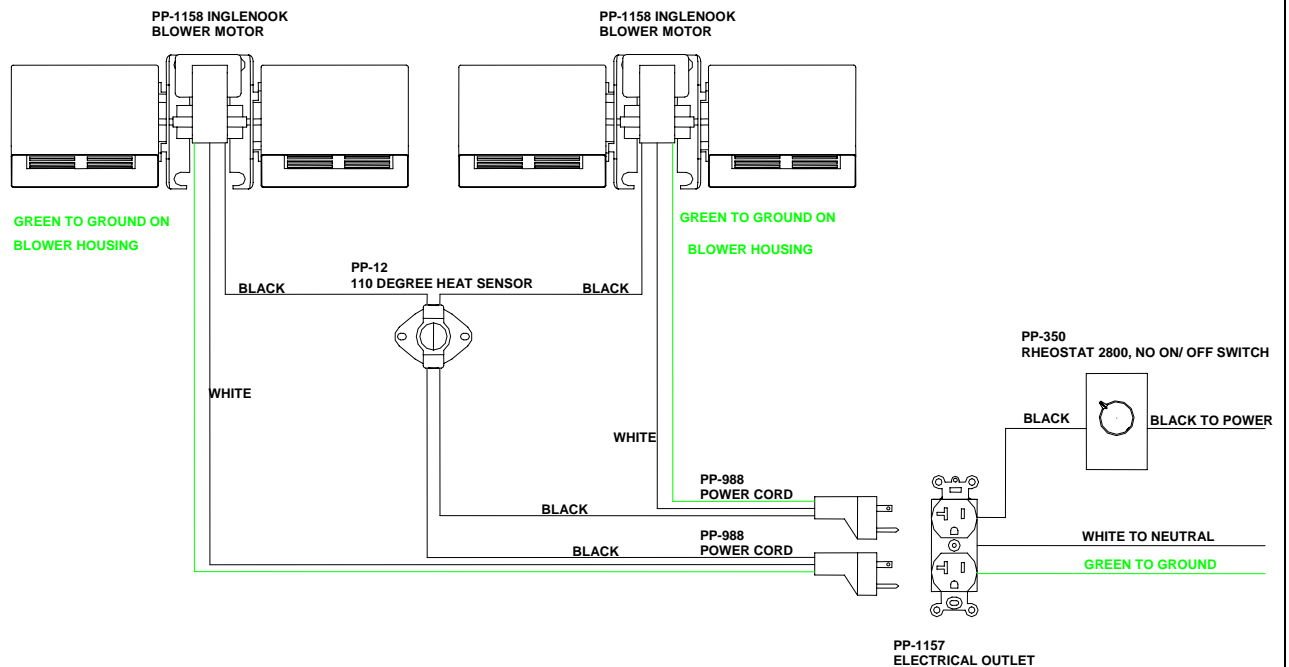 PP-1158 INGLENOOK
BLOWER MOTOR
PP-1158 INGLENOOK
BLOWER MOTOR
GREEN TO GROUND ON
BLOWER HOUSING
GREEN TO GROUND ON
BLOWER HOUSING
PP-12
110 DEGREE HEAT SENSOR
BLACK
BLACK
PP-350
RHEOSTAT 2800, NO ON/ OFF SWITCH
WHITE
BLACK
BLACK TO POWER
WHITE
PP-988
POWER CORD
BLACK
PP-988
POWER CORD
BLACK
WHITE TO NEUTRAL
GREEN TO GROUND
PP-1157
ELECTRICAL OUTLET